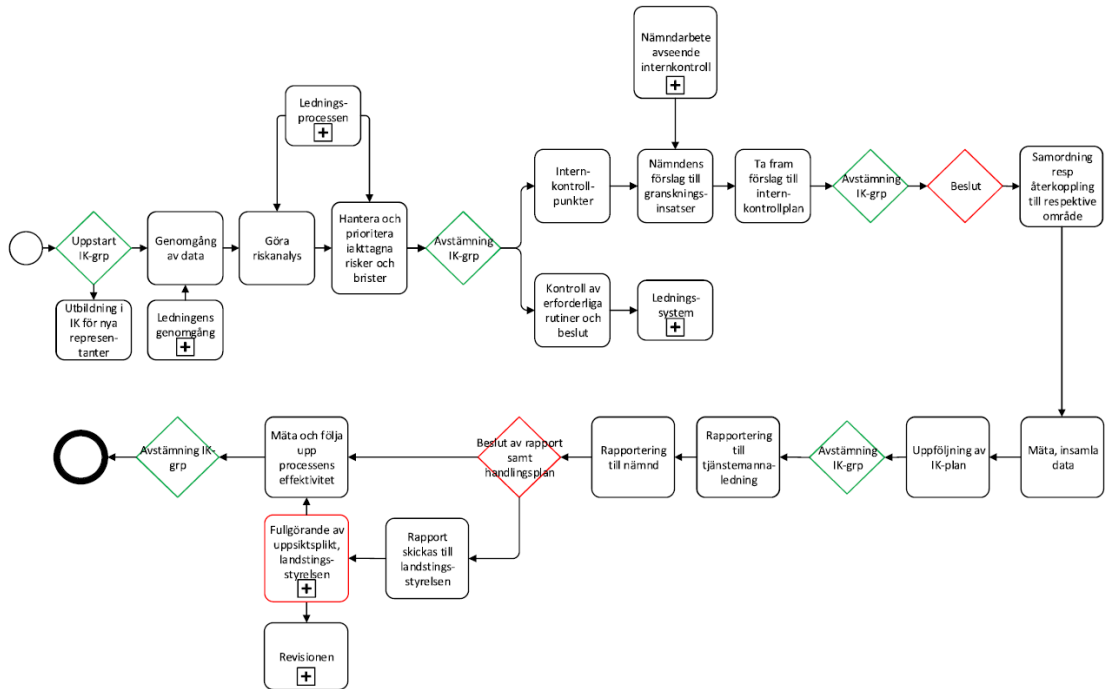 Nämndarbete
avseende
internkontroll
Lednings-
processen
Uppstart
IK-grp
Genomgång
av data
Göra
riskanalys
Hantera och
prioritera
iakttagna
risker och
brister
Avstämning
IK-grp
Intern-
kontroll-
punkter
Nämndens
förslag till
gransknings-
insatser
Ta fram
förslag till
intern-
kontrollplan
Avstämning
IK-grp
Beslut
Samordning
resp
återkoppling
till respektive
område
Utbildning i
IK för nya
represen-
tanter
Ledningens
genomgång
Kontroll av
erforderliga
rutiner och
beslut
Lednings-
system
Avstämning IK-
grp
Mäta och följa
upp
processens
effektivitet
Beslut av rapport
samt
handlingsplan
Rapportering
till nämnd
Rapportering
till
tjänstemanna-
ledning
Avstämning
IK-grp
Uppföljning av
IK-plan
Mäta, insamla
data
Fullgörande av
uppsiktsplikt,
landstings-
styrelsen
Rapport
skickas till
landstings-
styrelsen
Revisionen